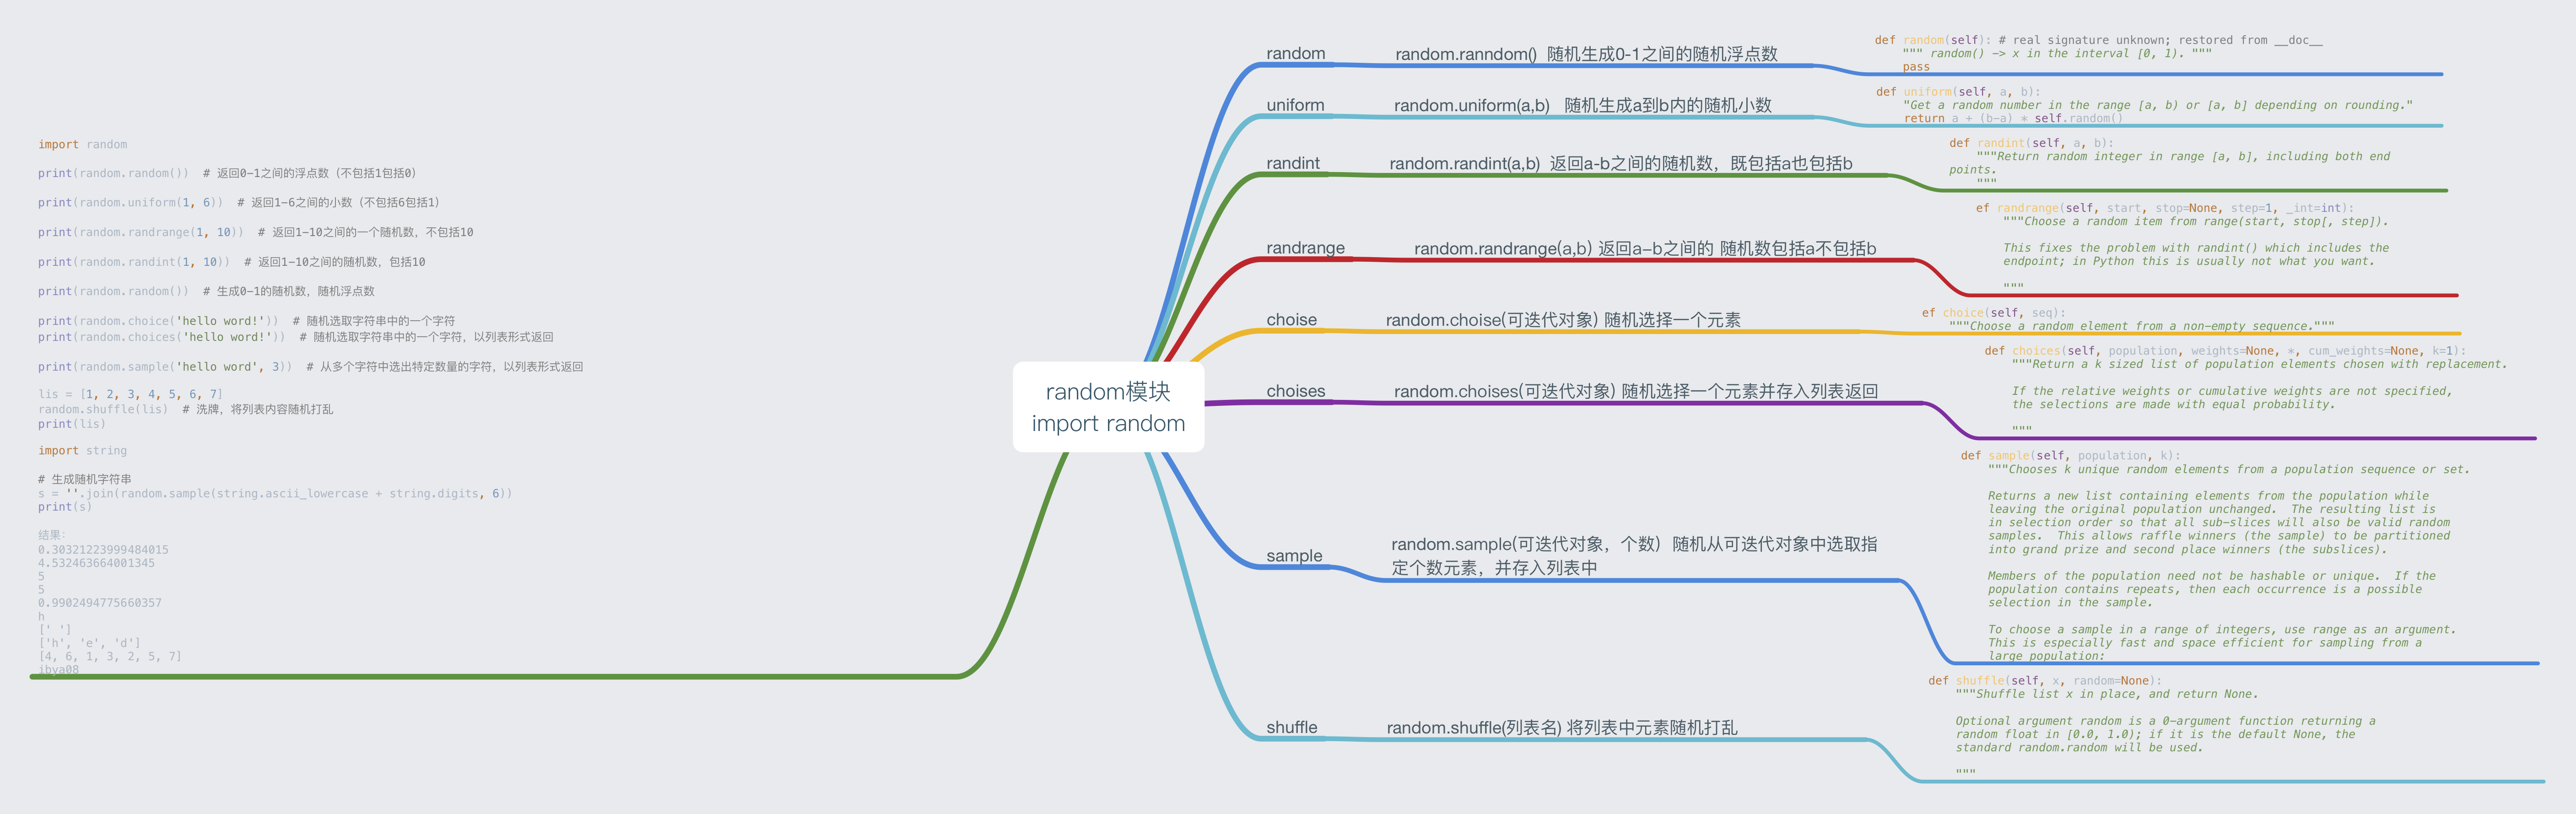 import random
print(random.random())  # 返回0-1之间的浮点数（不包括1包括0）
print(random.uniform(1, 6))  # 返回1-6之间的小数（不包括6包括1）
print(random.randrange(1, 10))  # 返回1-10之间的一个随机数，不包括10
print(random.randint(1, 10))  # 返回1-10之间的随机数，包括10
print(random.random())  # 生成0-1的随机数，随机浮点数
print(random.choice('hello word!'))  # 随机选取字符串中的一个字符
print(random.choices('hello word!'))  # 随机选取字符串中的一个字符，以列表形式返回
print(random.sample('hello word', 3))  # 从多个字符中选出特定数量的字符，以列表形式返回
lis = [1, 2, 3, 4, 5, 6, 7]
random.shuffle(lis)  # 洗牌，将列表内容随机打乱
print(lis)
import string
# 生成随机字符串
s = ''.join(random.sample(string.ascii_lowercase + string.digits, 6))
print(s)
结果:
0.30321223999484015
4.532463664001345
5
5
0.9902494775660357
h
[' ']
['h', 'e', 'd']
[4, 6, 1, 3, 2, 5, 7]
ibya08
random模块
import random
random
random.ranndom()  随机生成0-1之间的随机浮点数
def random(self): # real signature unknown; restored from __doc__
""" random() -> x in the interval [0, 1). """
pass
uniform
random.uniform(a,b)   随机生成a到b内的随机小数
def uniform(self, a, b):
"Get a random number in the range [a, b) or [a, b] depending on rounding."
return a + (b-a) * self.random()
randint
random.randint(a,b)  返回a-b之间的随机数，既包括a也包括b
def randint(self, a, b):
"""Return random integer in range [a, b], including both end
points.
"""
randrange
random.randrange(a,b) 返回a-b之间的 随机数包括a不包括b
ef randrange(self, start, stop=None, step=1, _int=int):
"""Choose a random item from range(start, stop[, step]).
This fixes the problem with randint() which includes the
endpoint; in Python this is usually not what you want.
"""
choise
random.choise(可迭代对象) 随机选择一个元素
ef choice(self, seq):
"""Choose a random element from a non-empty sequence."""
choises
random.choises(可迭代对象) 随机选择一个元素并存入列表返回
def choices(self, population, weights=None, *, cum_weights=None, k=1):
"""Return a k sized list of population elements chosen with replacement.
If the relative weights or cumulative weights are not specified,
the selections are made with equal probability.
"""
sample
random.sample(可迭代对象，个数）随机从可迭代对象中选取指
定个数元素，并存入列表中
def sample(self, population, k):
"""Chooses k unique random elements from a population sequence or set.
Returns a new list containing elements from the population while
leaving the original population unchanged.  The resulting list is
in selection order so that all sub-slices will also be valid random
samples.  This allows raffle winners (the sample) to be partitioned
into grand prize and second place winners (the subslices).
Members of the population need not be hashable or unique.  If the
population contains repeats, then each occurrence is a possible
selection in the sample.
To choose a sample in a range of integers, use range as an argument.
This is especially fast and space efficient for sampling from a
large population:
shuffle
random.shuffle(列表名) 将列表中元素随机打乱
def shuffle(self, x, random=None):
"""Shuffle list x in place, and return None.
Optional argument random is a 0-argument function returning a
random float in [0.0, 1.0); if it is the default None, the
standard random.random will be used.
"""